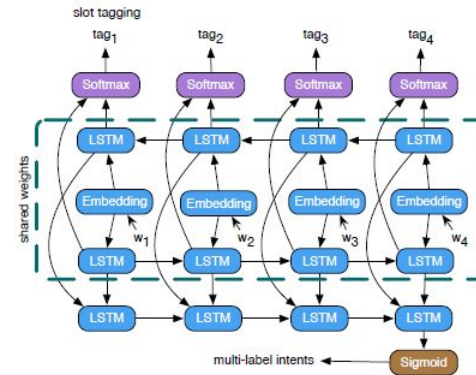 slot tagging
tag1 tag2 tag3 tag4
Softmax Softmax Softmax Softmax
shared weights
LSTM LSTM LSTM LSTM
Embedding Embedding Embedding Embedding
w1 w2 w3 w4
LSTM LSTM LSTM LSTM
LSTM LSTM LSTM LSTM
multi-label intents Sigmoid